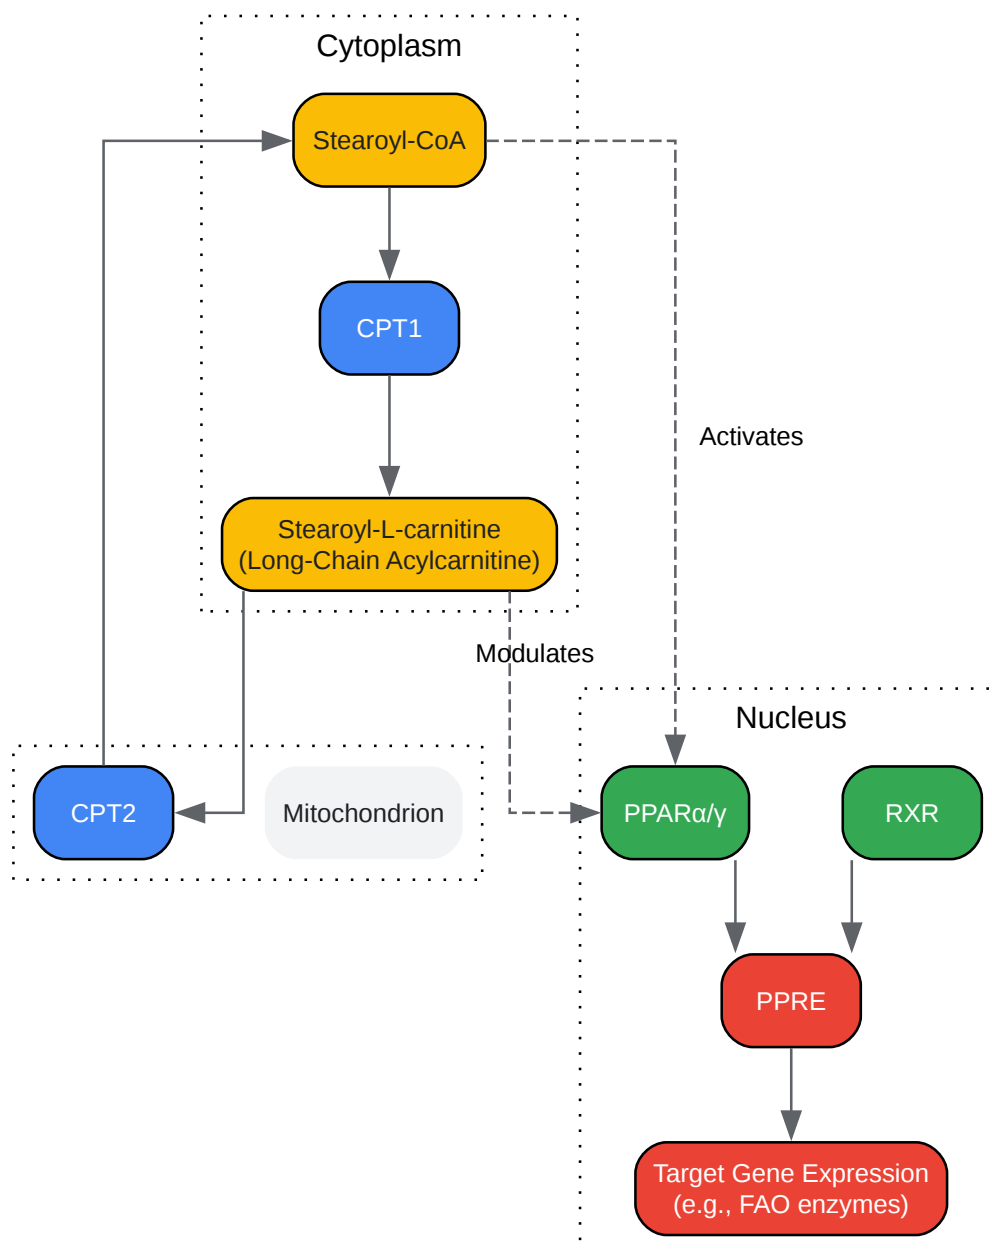 Cytoplasm
Stearoyl-CoA
CPT1
Activates
Stearoyl-L-carnitine
(Long-Chain Acylcarnitine)
Modulates
Nucleus
CPT2
Mitochondrion
PPARα/γ
RXR
PPRE
Target Gene Expression
(e.g., FAO enzymes)